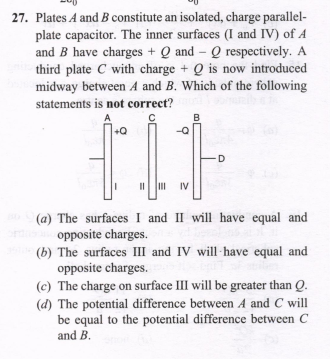 27. Plates A and B constitute an isolated, charge parallel-
plate capacitor. The inner surfaces (I and IV) of A
and B have charges + Q and – Q respectively. A
third plate C with charge + Q is now introduced
midway between A and B. Which of the following
statements is not correct?
A C B
+Q -Q
D
I II III IV
(a) The surfaces I and II will have equal and
opposite charges.
(b) The surfaces III and IV will have equal and
opposite charges.
(c) The charge on surface III will be greater than Q.
(d) The potential difference between A and C will
be equal to the potential difference between C
and B.